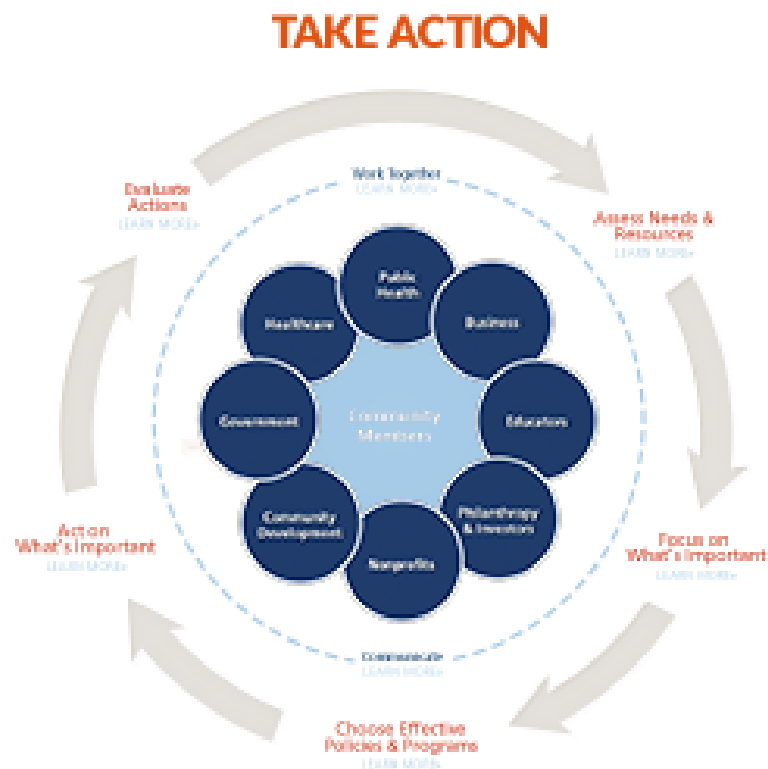 TAKE ACTION
Work Together
LEARN MORE»
Evaluate
Actions
LEARN MORE»
Assess Needs &
Resources
LEARN MORE»
Public
Health
Healthcare
Business
Government
Community
Members
Educators
Community
Development
Philanthropy
& Investors
Nonprofits
Act on
What's Important
LEARN MORE»
Focus on
What's Important
LEARN MORE»
Communicate
LEARN MORE»
Choose Effective
Policies & Programs
LEARN MORE»